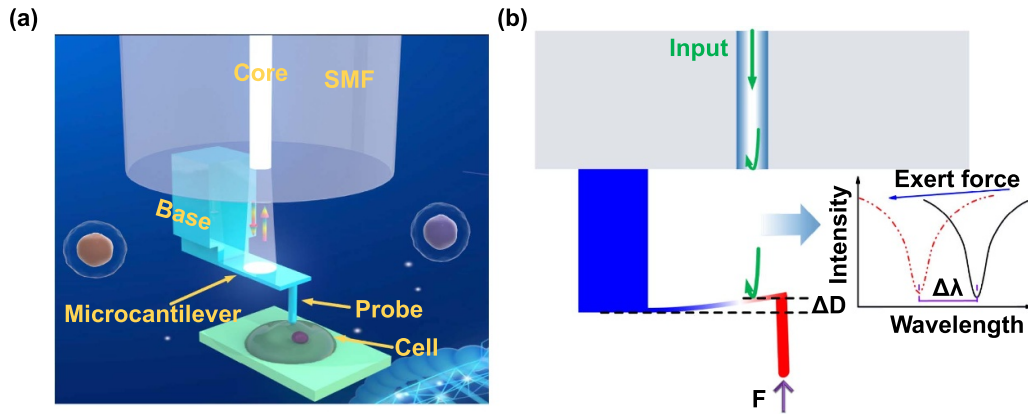 (a)
Core
SMF
Base
Microcantilever
Probe
Cell
(b)
Input
Exert force
Intensity
Δλ
ΔD
Wavelength
F